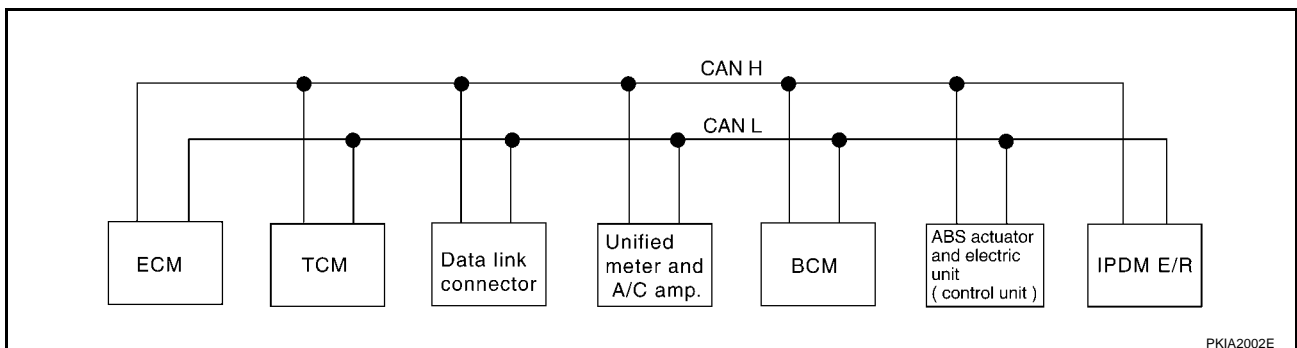 CAN H
CAN L
ECM
TCM
Data link
connector
Unified
meter and
A/C amp.
BCM
ABS actuator
and electric
unit
( control unit )
IPDM E/R
PKIA2002E